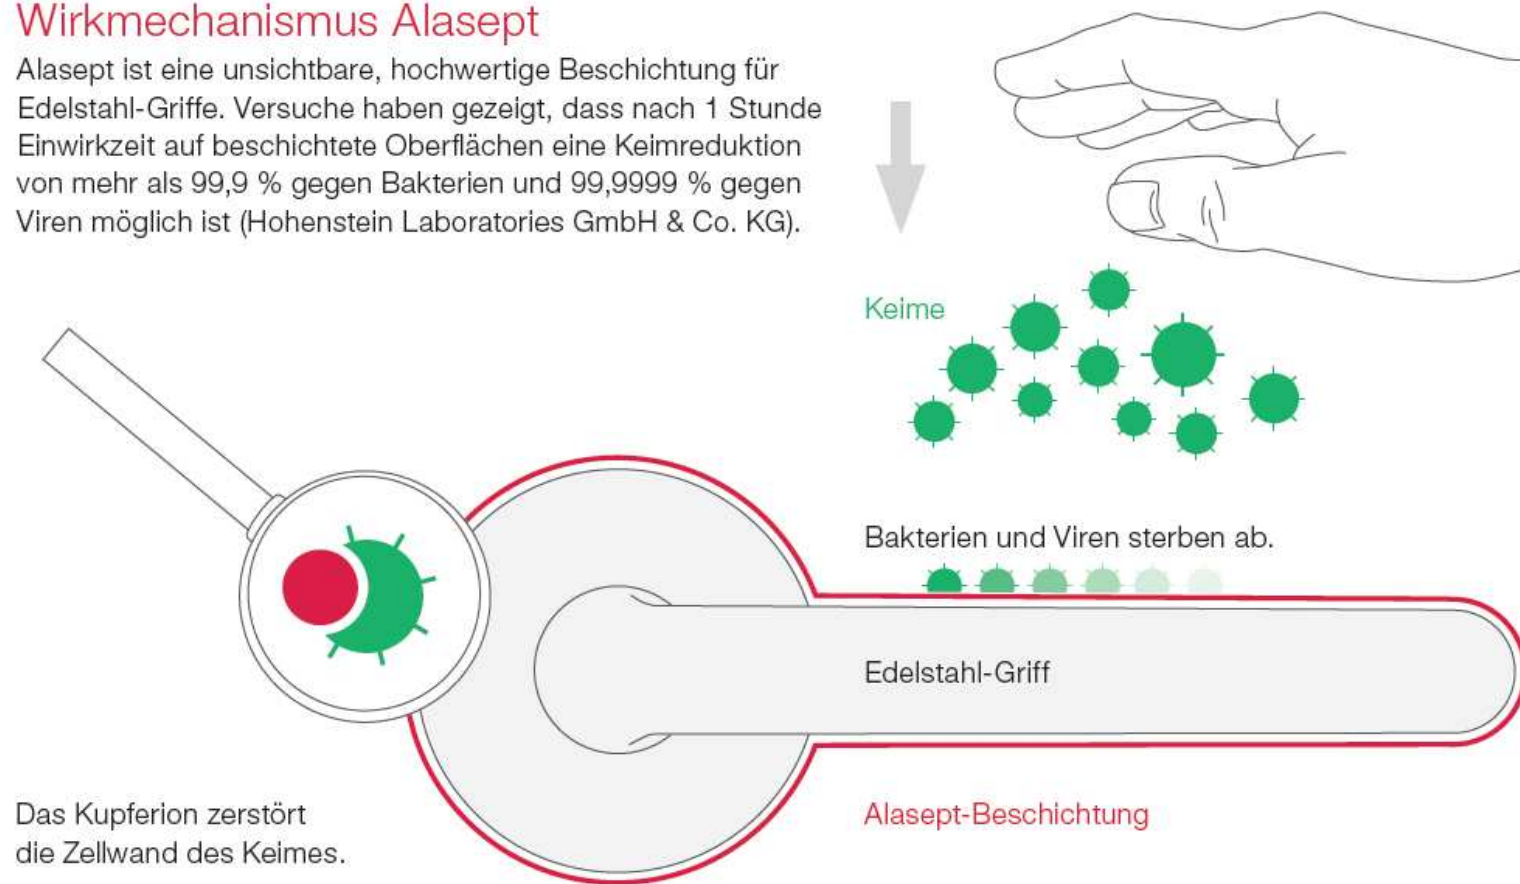 Wirkmechanismus Alasept
Alasept ist eine unsichtbare, hochwertige Beschichtung für
Edelstahl-Griffe. Versuche haben gezeigt, dass nach 1 Stunde
Einwirkzeit auf beschichtete Oberflächen eine Keimreduktion
von mehr als 99,9 % gegen Bakterien und 99,9999 % gegen
Viren möglich ist (Hohenstein Laboratories GmbH & Co. KG).
Keime
Bakterien und Viren sterben ab.
Edelstahl-Griff
Das Kupferion zerstört
die Zellwand des Keimes.
Alasept-Beschichtung